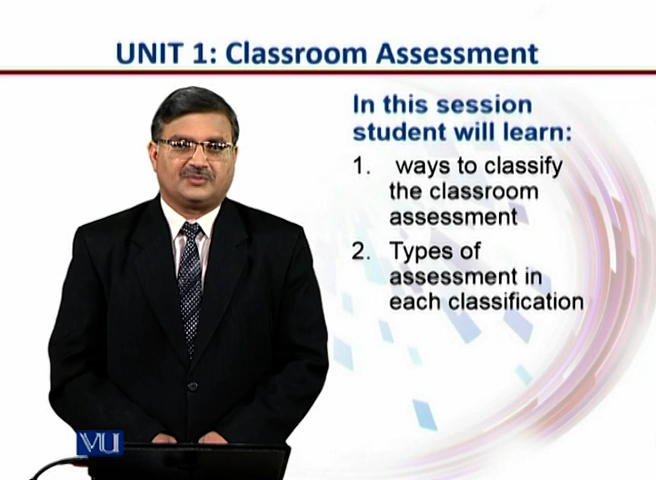 UNIT 1: Classroom Assessment
In this session
student will learn:
1. ways to classify
the classroom
assessment
2. Types of
assessment in
each classification
VU